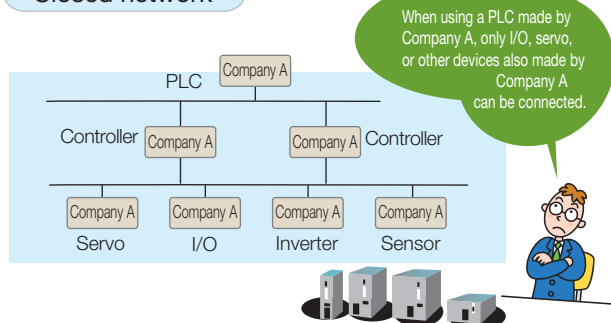 Closed network
When using a PLC made by
Company A, only I/O, servo,
or other devices also made by
Company A
can be connected.
PLC
Company A
Controller
Company A
Company A
Controller
Company A
Company A
Company A
Company A
Servo
I/O
Inverter
Sensor